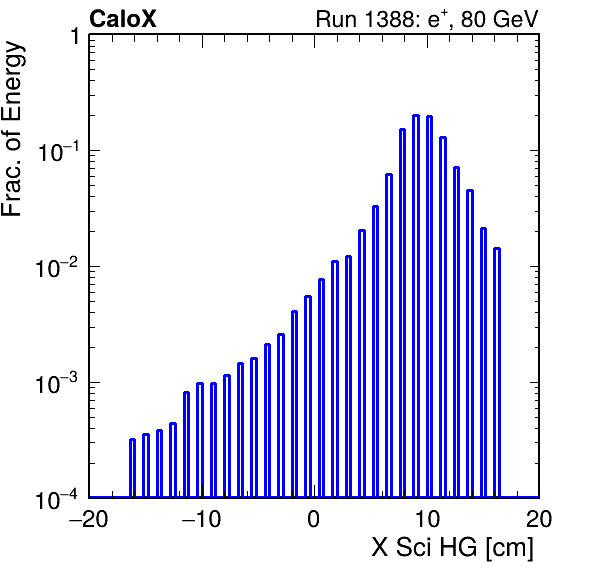 CaloX
Run 1388: e⁺, 80 GeV
Frac. of Energy
1
10⁻¹
10⁻²
10⁻³
10⁻⁴
−20
−10
0
10
20
X Sci HG [cm]